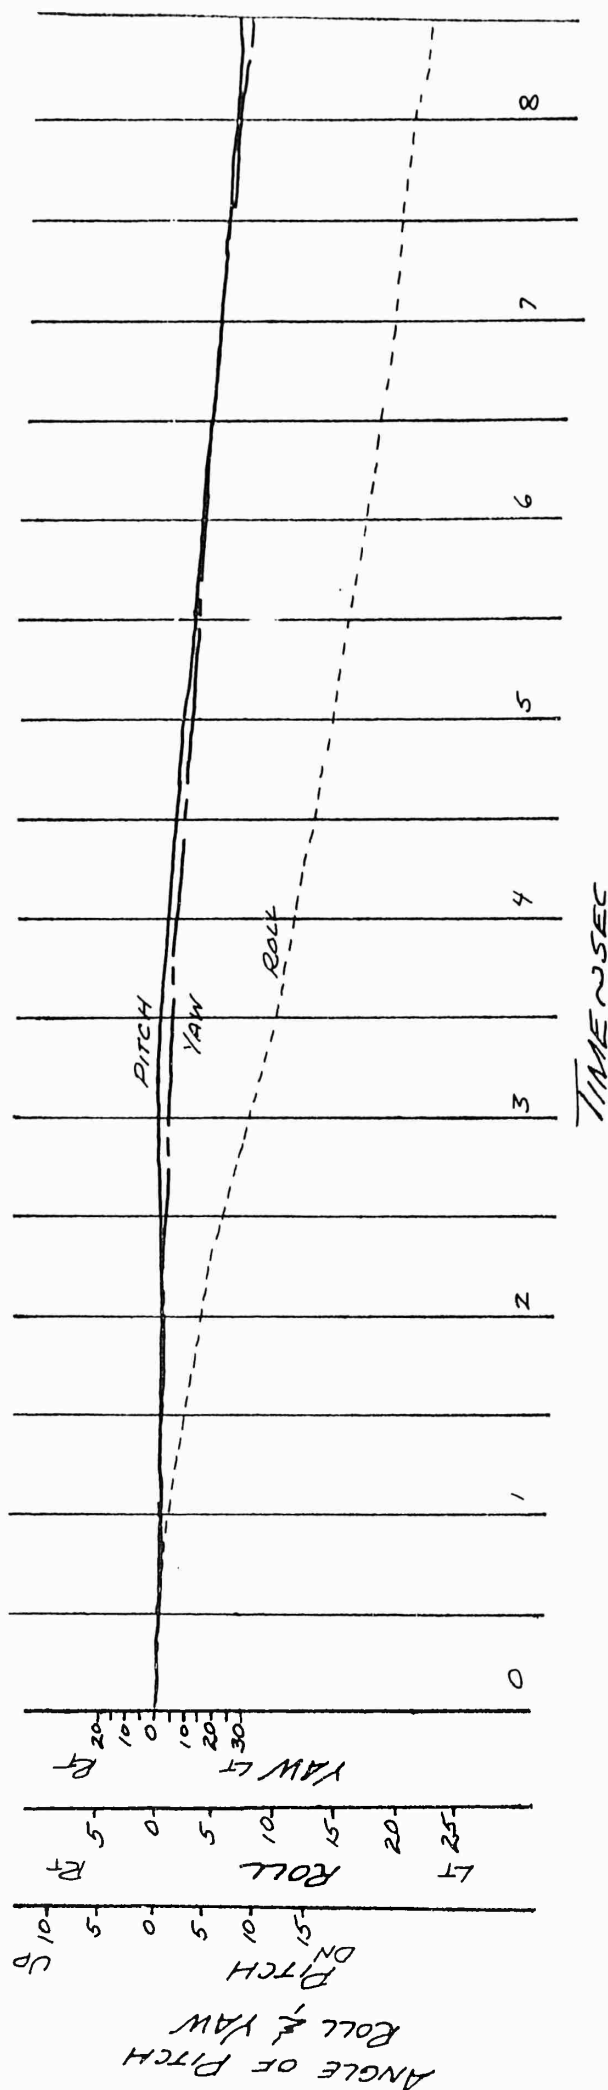 ANGLE OF PITCH
ROLL & YAW
UP
PITCH
DN
10
5
0
5
10
15
RT
ROLL
LT
5
0
5
10
15
20
25
RT
YAW LT
20
10
0
10
20
30
PITCH
YAW
ROLL
0 1 2 3 4 5 6 7 8
TIME ~ SEC